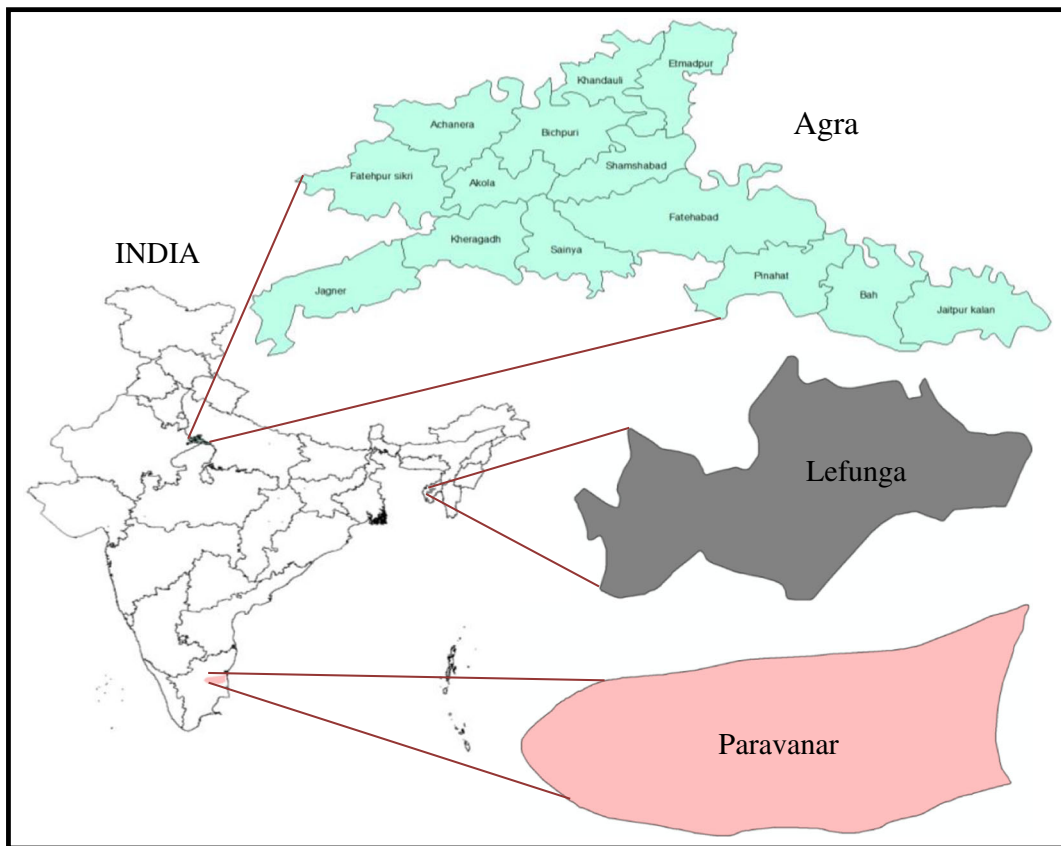 Etmadpur
Khandauli
Agra
Achanera
Bichpuri
Shamshabad
Fatehpur sikri
Akola
Fatehabad
Kheragadh
Sainya
INDIA
Pinahat
Jagner
Bah
Jaitpur kalan
Lefunga
Paravanar